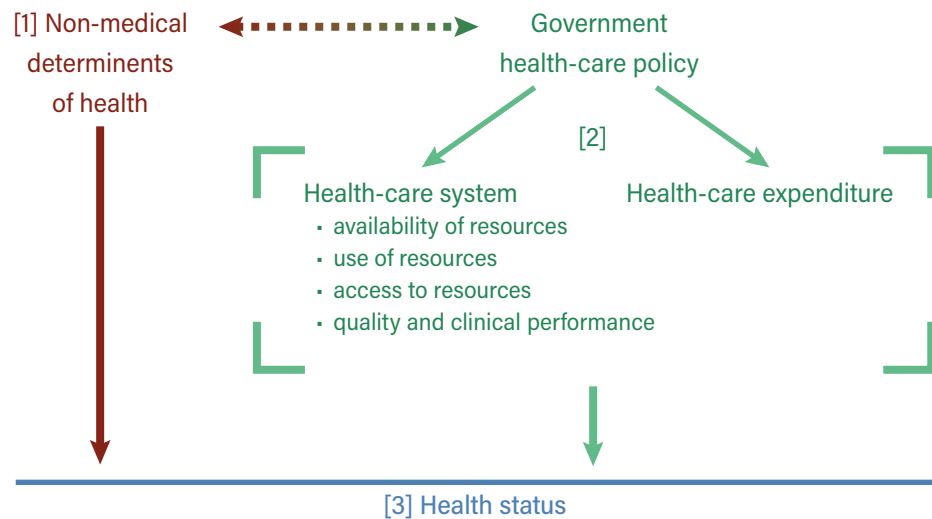 [1] Non-medical
determinents
of health
Government
health-care policy
[2]
Health-care system
▪ availability of resources
▪ use of resources
▪ access to resources
▪ quality and clinical performance
Health-care expenditure
[3] Health status